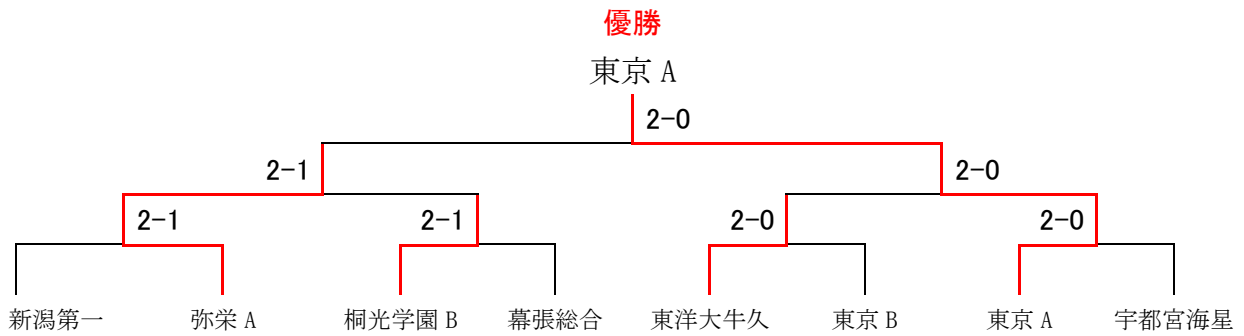 優勝
東京 A
2-0
2-1
2-0
2-1
2-1
2-0
2-0
新潟第一
弥栄 A
桐光学園 B
幕張総合
東洋大牛久
東京 B
東京 A
宇都宮海星